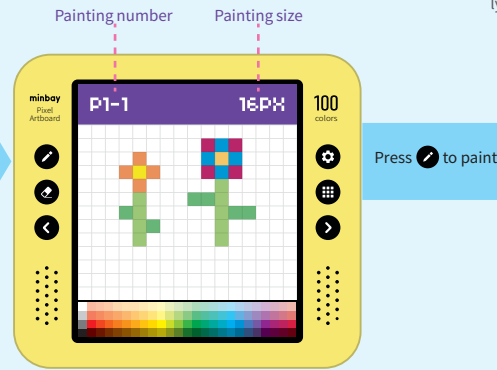 Painting number
Painting size
minbay
Pixel
Artboard
P1-1
16PX
100
colors
Press to paint